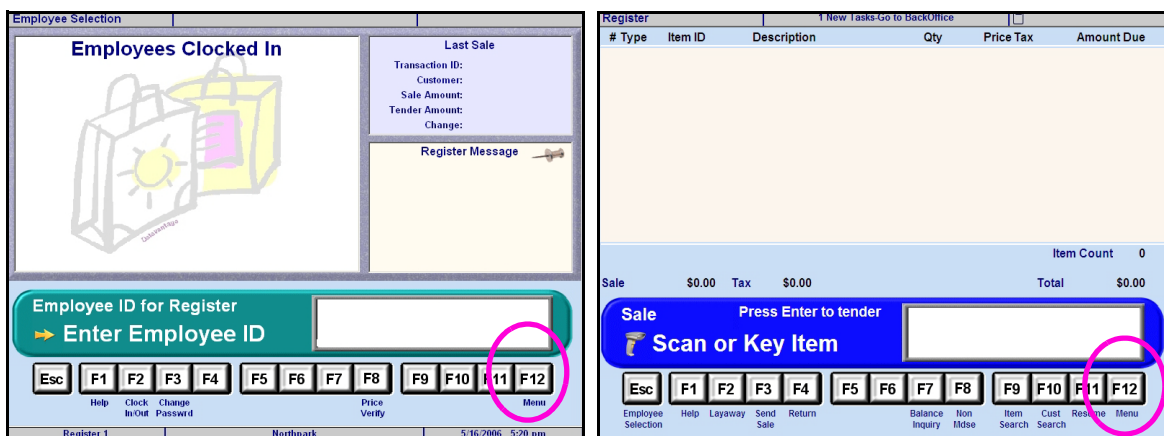 Employee Selection
Employees Clocked In
Datavantage
Last Sale
Transaction ID:
Customer:
Sale Amount:
Tender Amount:
Change:
Register Message
Employee ID for Register
Enter Employee ID
Esc F1 F2 F3 F4 F5 F6 F7 F8 F9 F10 F11 F12
Help Clock In/Out Change Passwrd Price Verify Menu
Register 1 Northpark 5/16/2006 5:20 pm
Register 1 New Tasks-Go to BackOffice
# Type Item ID Description Qty Price Tax Amount Due
Item Count 0
Sale $0.00 Tax $0.00 Total $0.00
Sale Press Enter to tender
Scan or Key Item
Esc F1 F2 F3 F4 F5 F6 F7 F8 F9 F10 F11 F12
Employee Selection Help Layaway Send Sale Return Balance Inquiry Non Mdse Item Search Cust Search Resume Menu